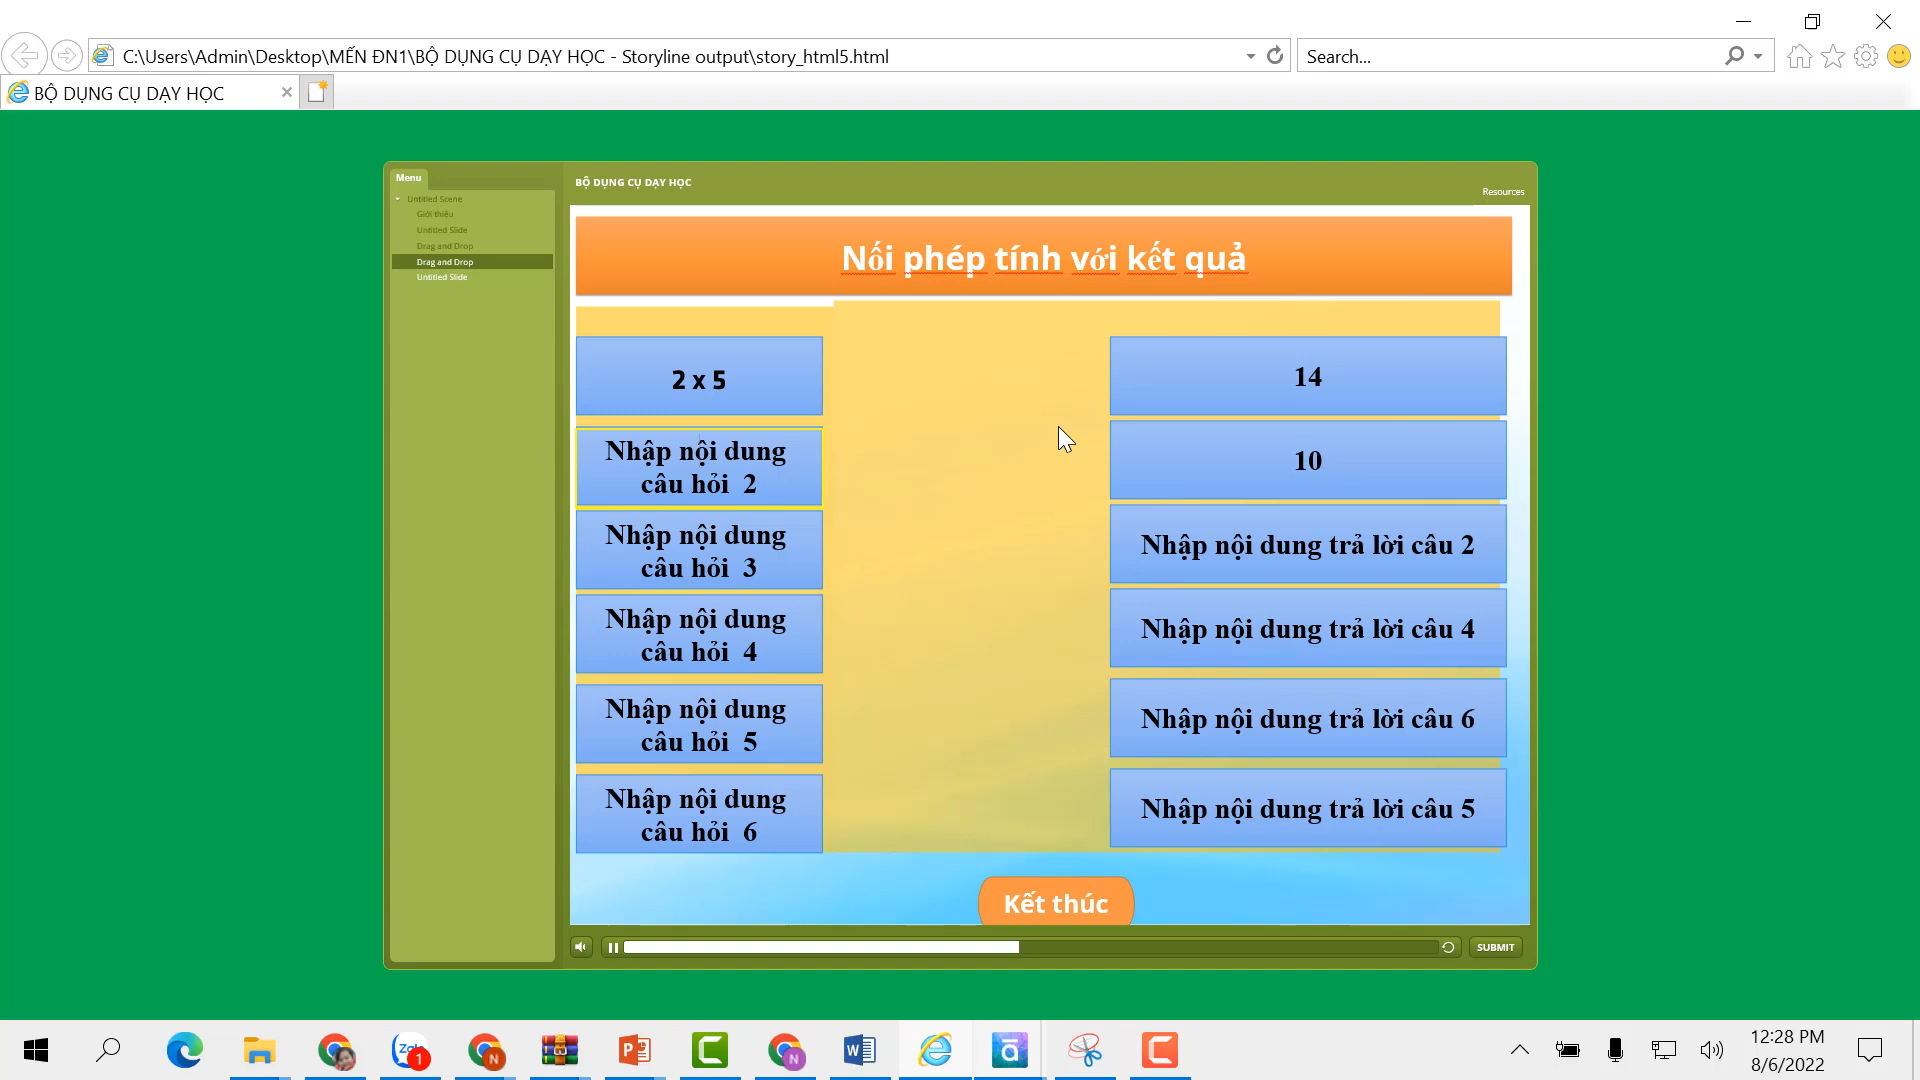 C:\Users\Admin\Desktop\MẾN ĐN1\BỘ DỤNG CỤ DẠY HỌC - Storyline output\story_html5.html
Search...
BỘ DỤNG CỤ DẠY HỌC
Menu
Untitled Scene
Giới thiệu
Untitled Slide
Drag and Drop
Drag and Drop
Untitled Slide
BỘ DỤNG CỤ DẠY HỌC
Resources
Nối phép tính với kết quả
2 x 5
Nhập nội dung
câu hỏi 2
Nhập nội dung
câu hỏi 3
Nhập nội dung
câu hỏi 4
Nhập nội dung
câu hỏi 5
Nhập nội dung
câu hỏi 6
14
10
Nhập nội dung trả lời câu 2
Nhập nội dung trả lời câu 4
Nhập nội dung trả lời câu 6
Nhập nội dung trả lời câu 5
Kết thúc
SUBMIT
1
N
N
12:28 PM
8/6/2022